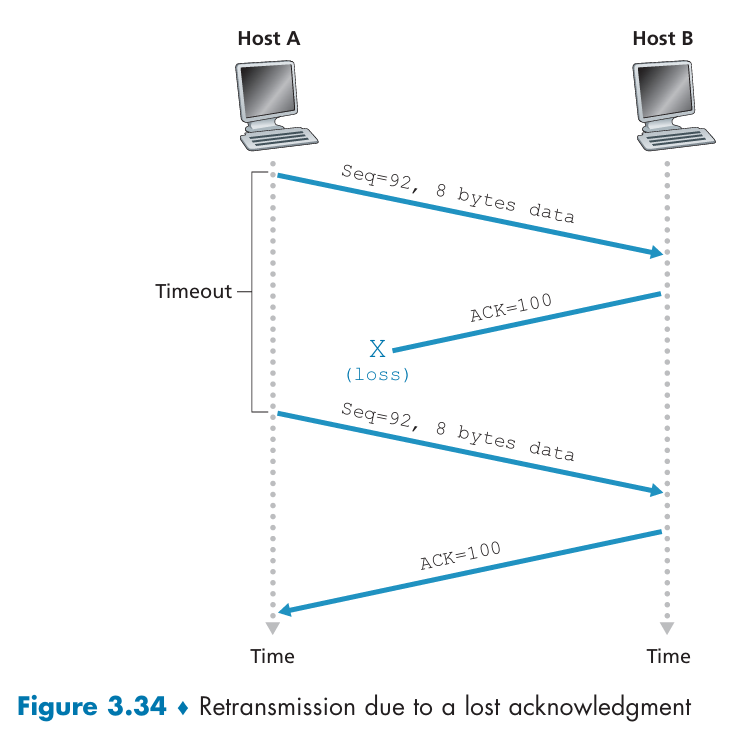 Host A
Host B
Seq=92, 8 bytes data
Timeout
ACK=100
X
(loss)
Seq=92, 8 bytes data
ACK=100
Time
Time
Figure 3.34 ♦ Retransmission due to a lost acknowledgment